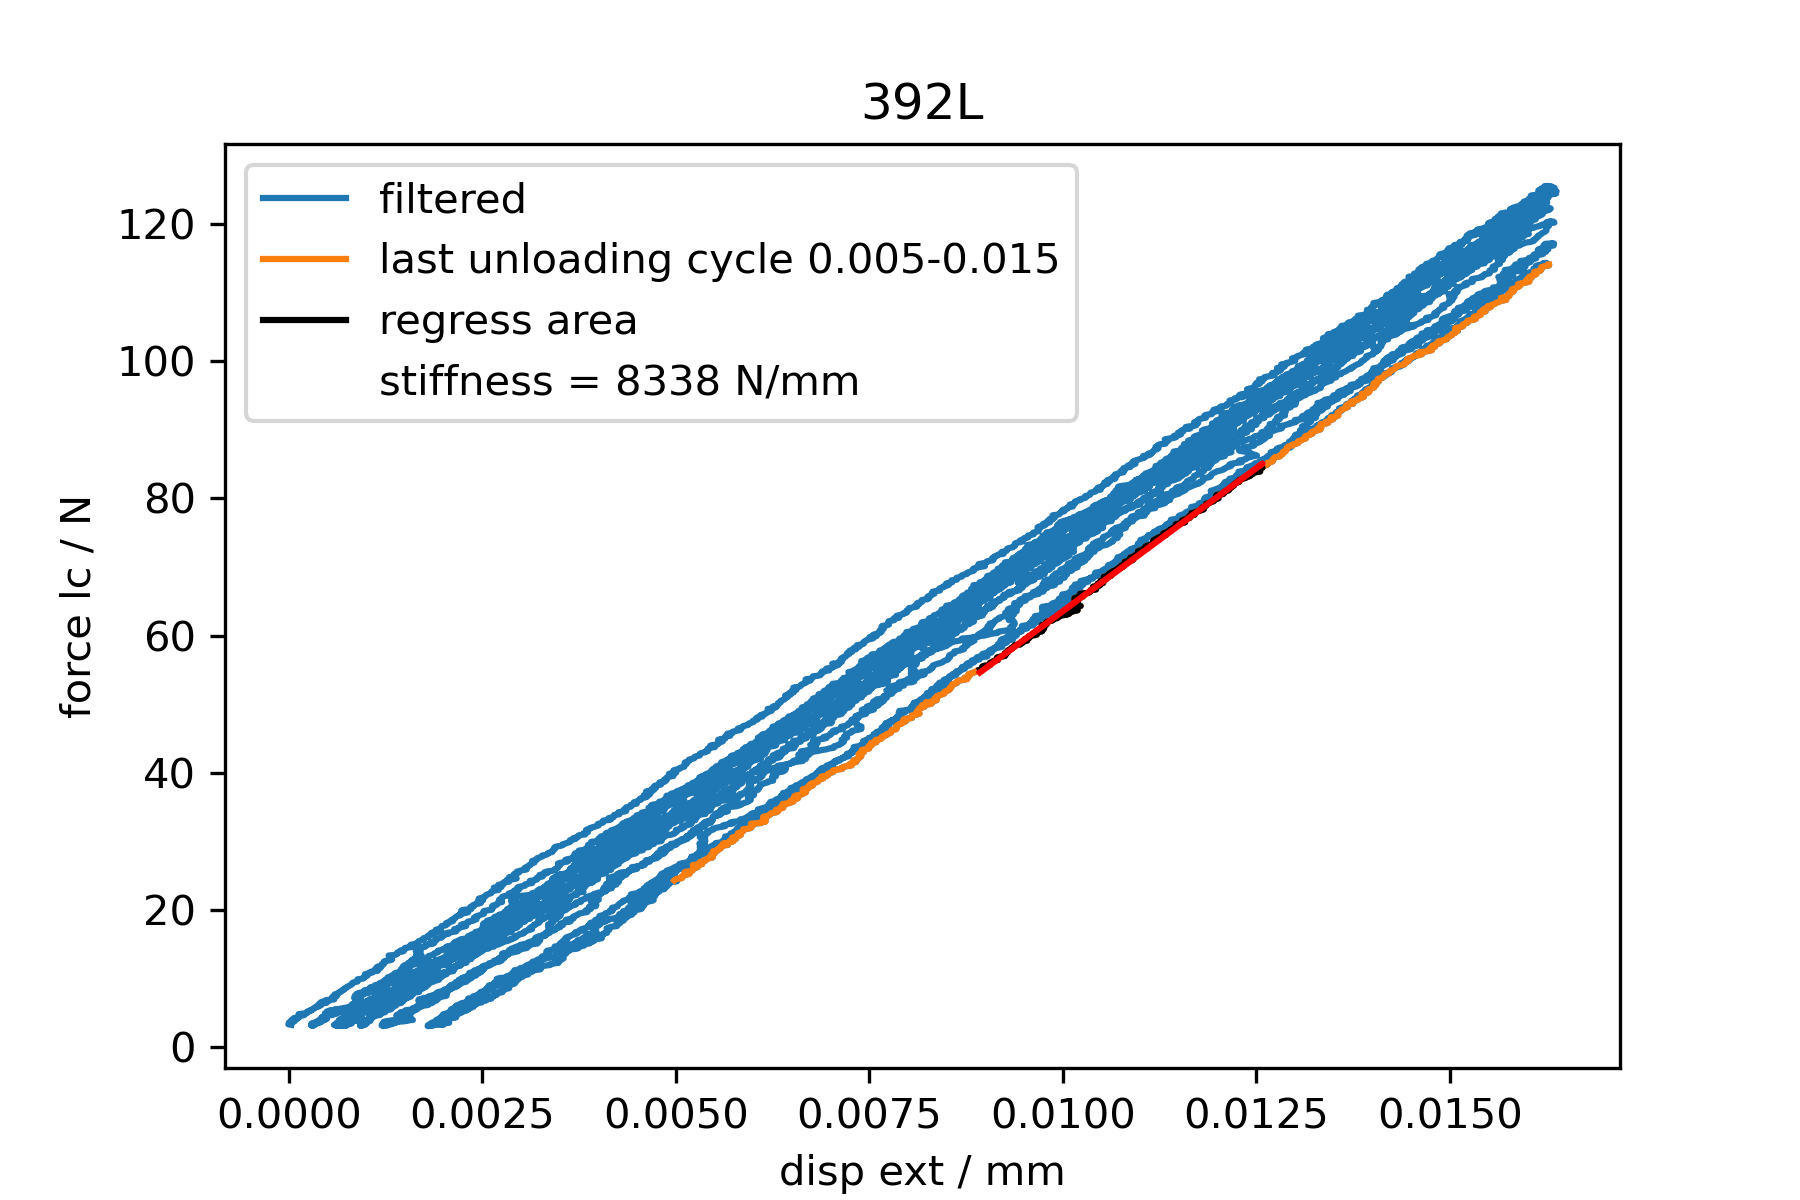 392L
filtered
last unloading cycle 0.005-0.015
regress area
stiffness = 8338 N/mm
force lc / N
120
100
80
60
40
20
0
0.0000 0.0025 0.0050 0.0075 0.0100 0.0125 0.0150
disp ext / mm